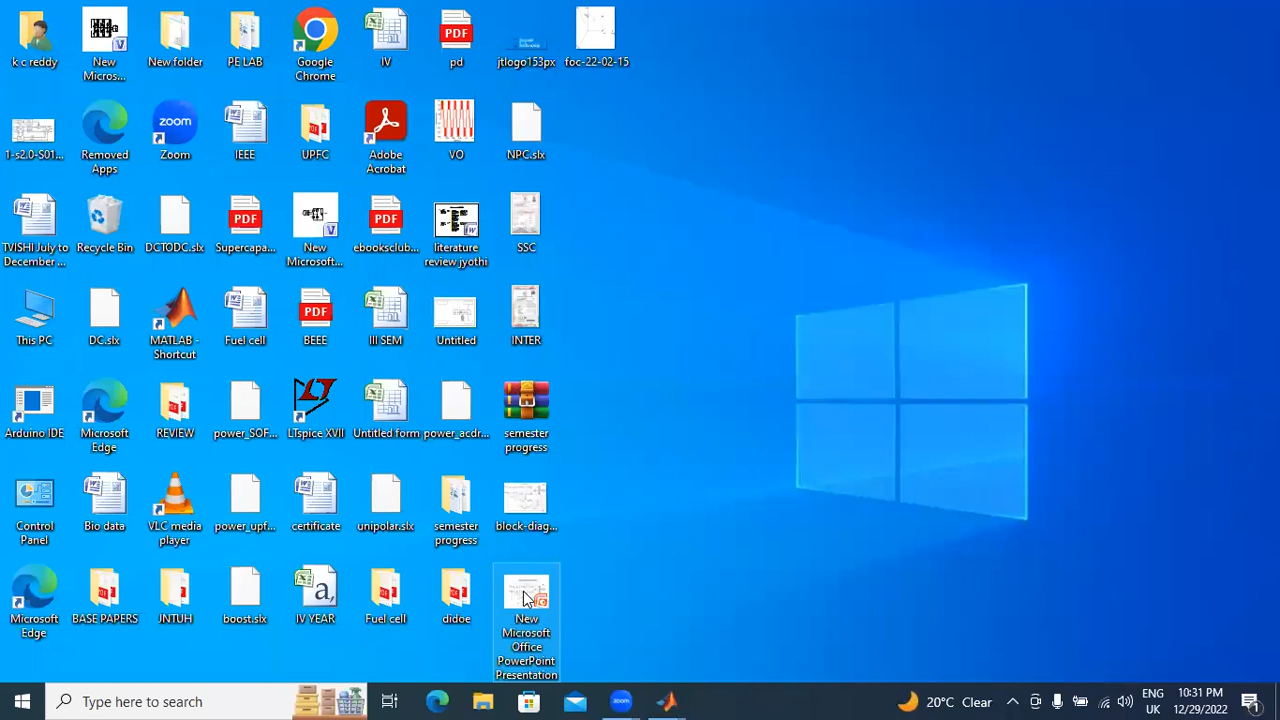 k c reddy
New
Micros...
New folder
PE LAB
Google
Chrome
IV
pd
jtlogo153px
foc-22-02-15
1-s2.0-S01...
Removed
Apps
zoom
Zoom
IEEE
UPFC
Adobe
Acrobat
VO
NPC.slx
TVISHI July to
December ...
Recycle Bin
DCTODC.slx
PDF
Supercapa...
New
Microsoft...
PDF
ebooksclub...
literature
review jyothi
SSC
This PC
DC.slx
MATLAB -
Shortcut
Fuel cell
PDF
BEEE
III SEM
Untitled
INTER
Arduino IDE
Microsoft
Edge
REVIEW
power_SOF...
LTspice XVII
Untitled form
power_acdr...
semester
progress
Control
Panel
Bio data
VLC media
player
power_upf...
certificate
unipolar.slx
semester
progress
block-diag...
Microsoft
Edge
BASE PAPERS
JNTUH
boost.slx
IV YEAR
Fuel cell
didoe
New
Microsoft
Office
PowerPoint
Presentation
Type here to search
zoom
20°C Clear
ENG
UK
10:31 PM
12/29/2022
1